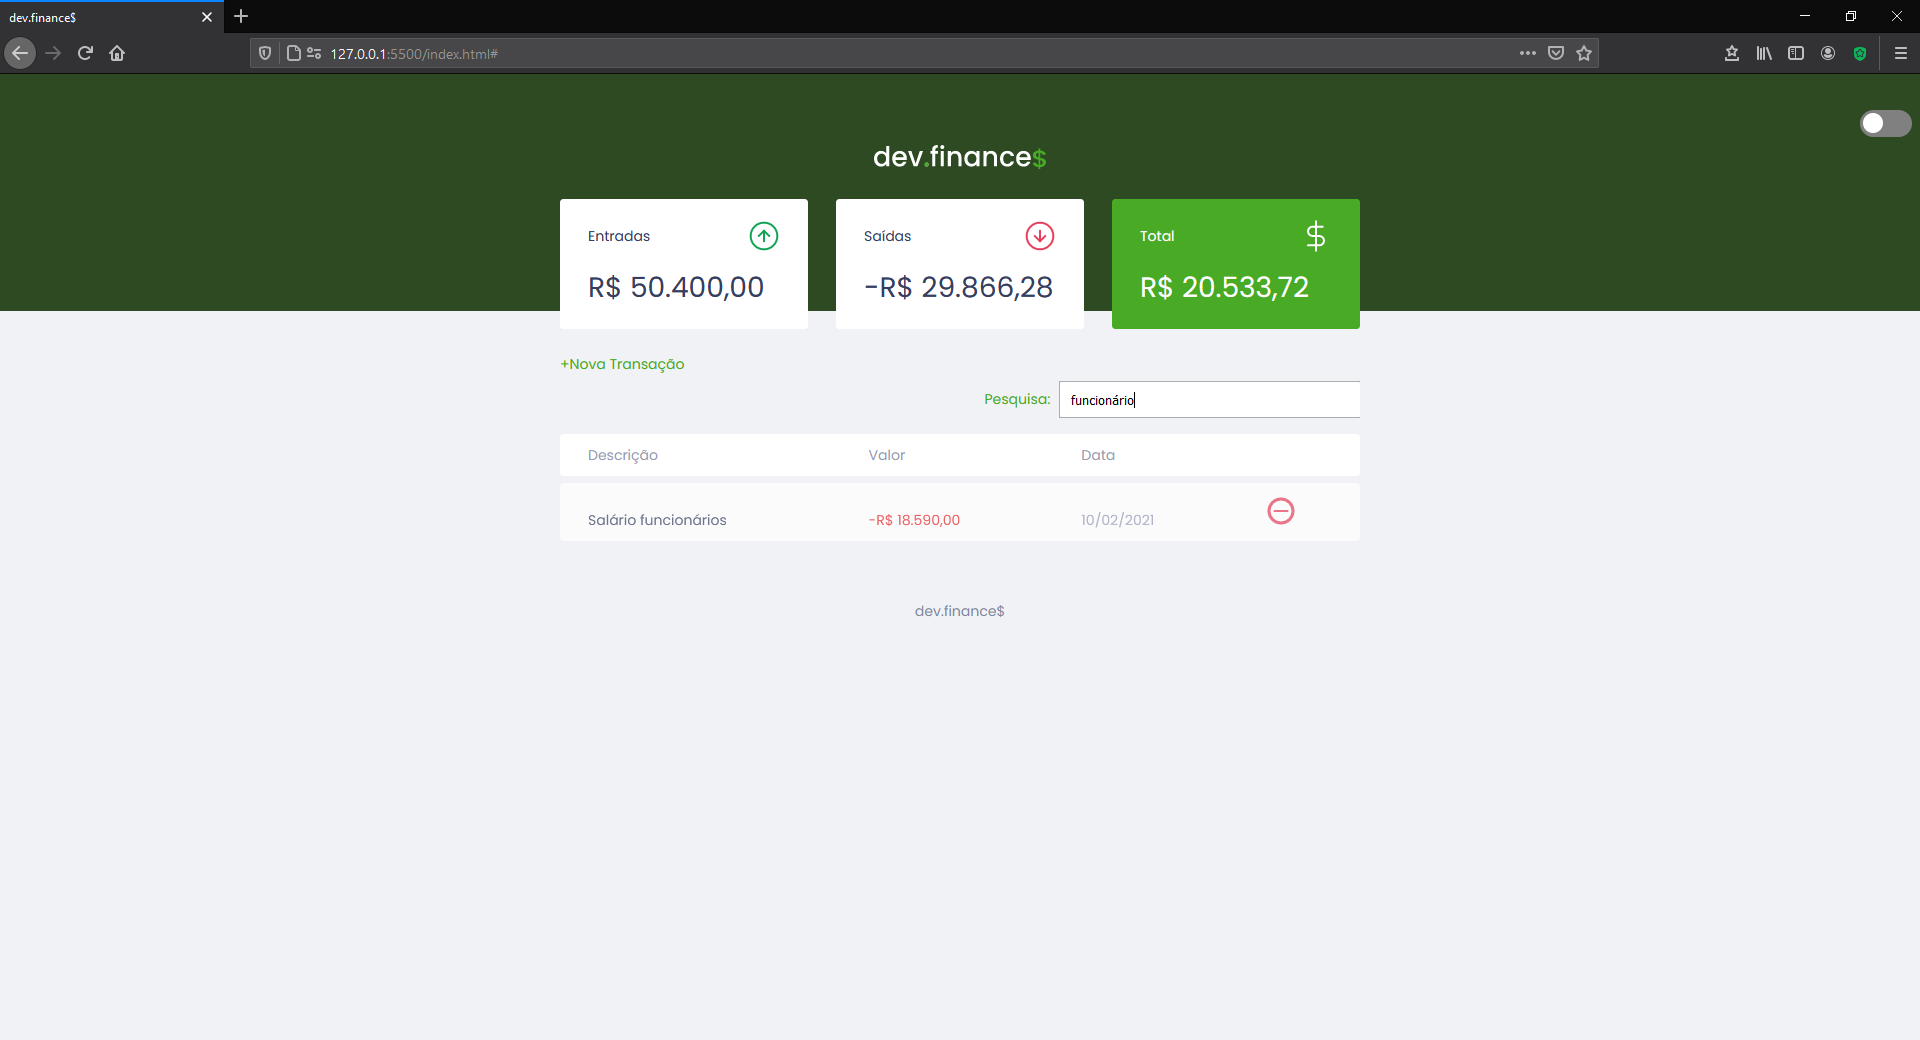 dev.finance$
127.0.0.1:5500/index.html#
dev.finance$
Entradas
R$ 50.400,00
Saídas
-R$ 29.866,28
Total
$
R$ 20.533,72
+Nova Transação
Pesquisa: funcionário
Descrição Valor Data
Salário funcionários -R$ 18.590,00 10/02/2021
dev.finance$